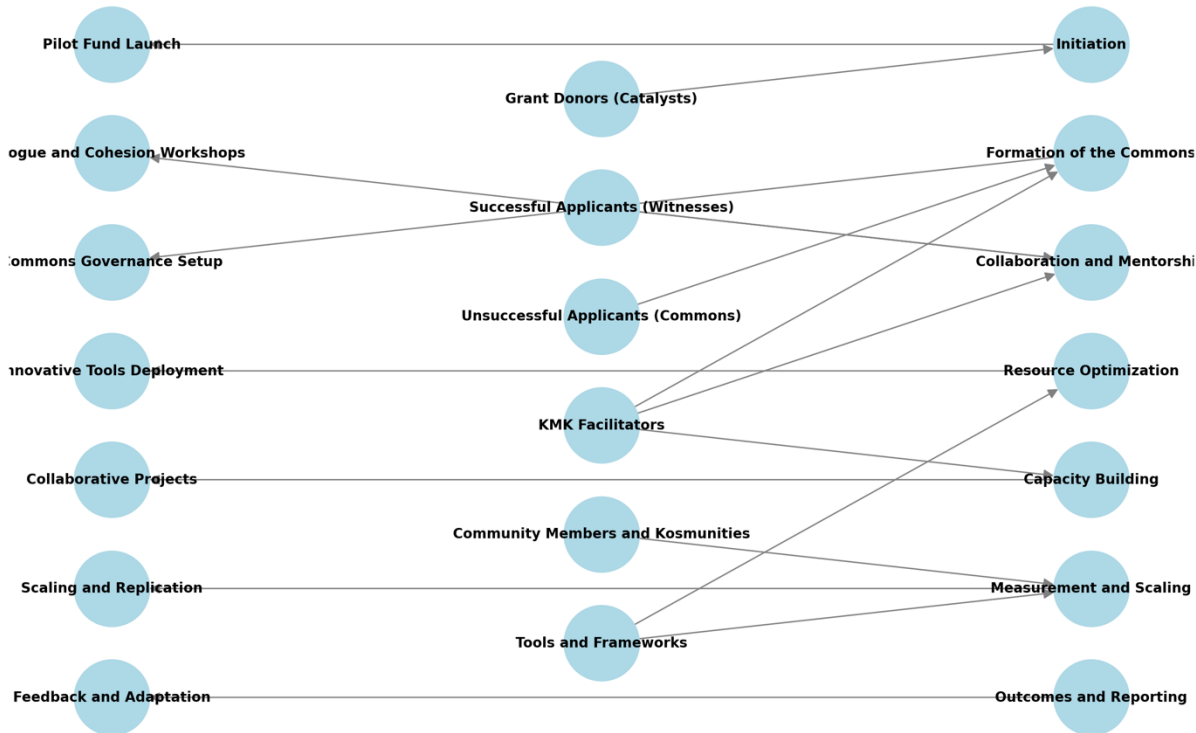 Pilot Fund Launch
Initiation
Grant Donors (Catalysts)
ogue and Cohesion Workshops
Formation of the Commons
Successful Applicants (Witnesses)
ommons Governance Setup
Collaboration and Mentorshi
Unsuccessful Applicants (Commons)
nnovative Tools Deployment
Resource Optimization
KMK Facilitators
Collaborative Projects
Capacity Building
Community Members and Kosmunities
Scaling and Replication
Measurement and Scaling
Tools and Frameworks
Feedback and Adaptation
Outcomes and Reporting